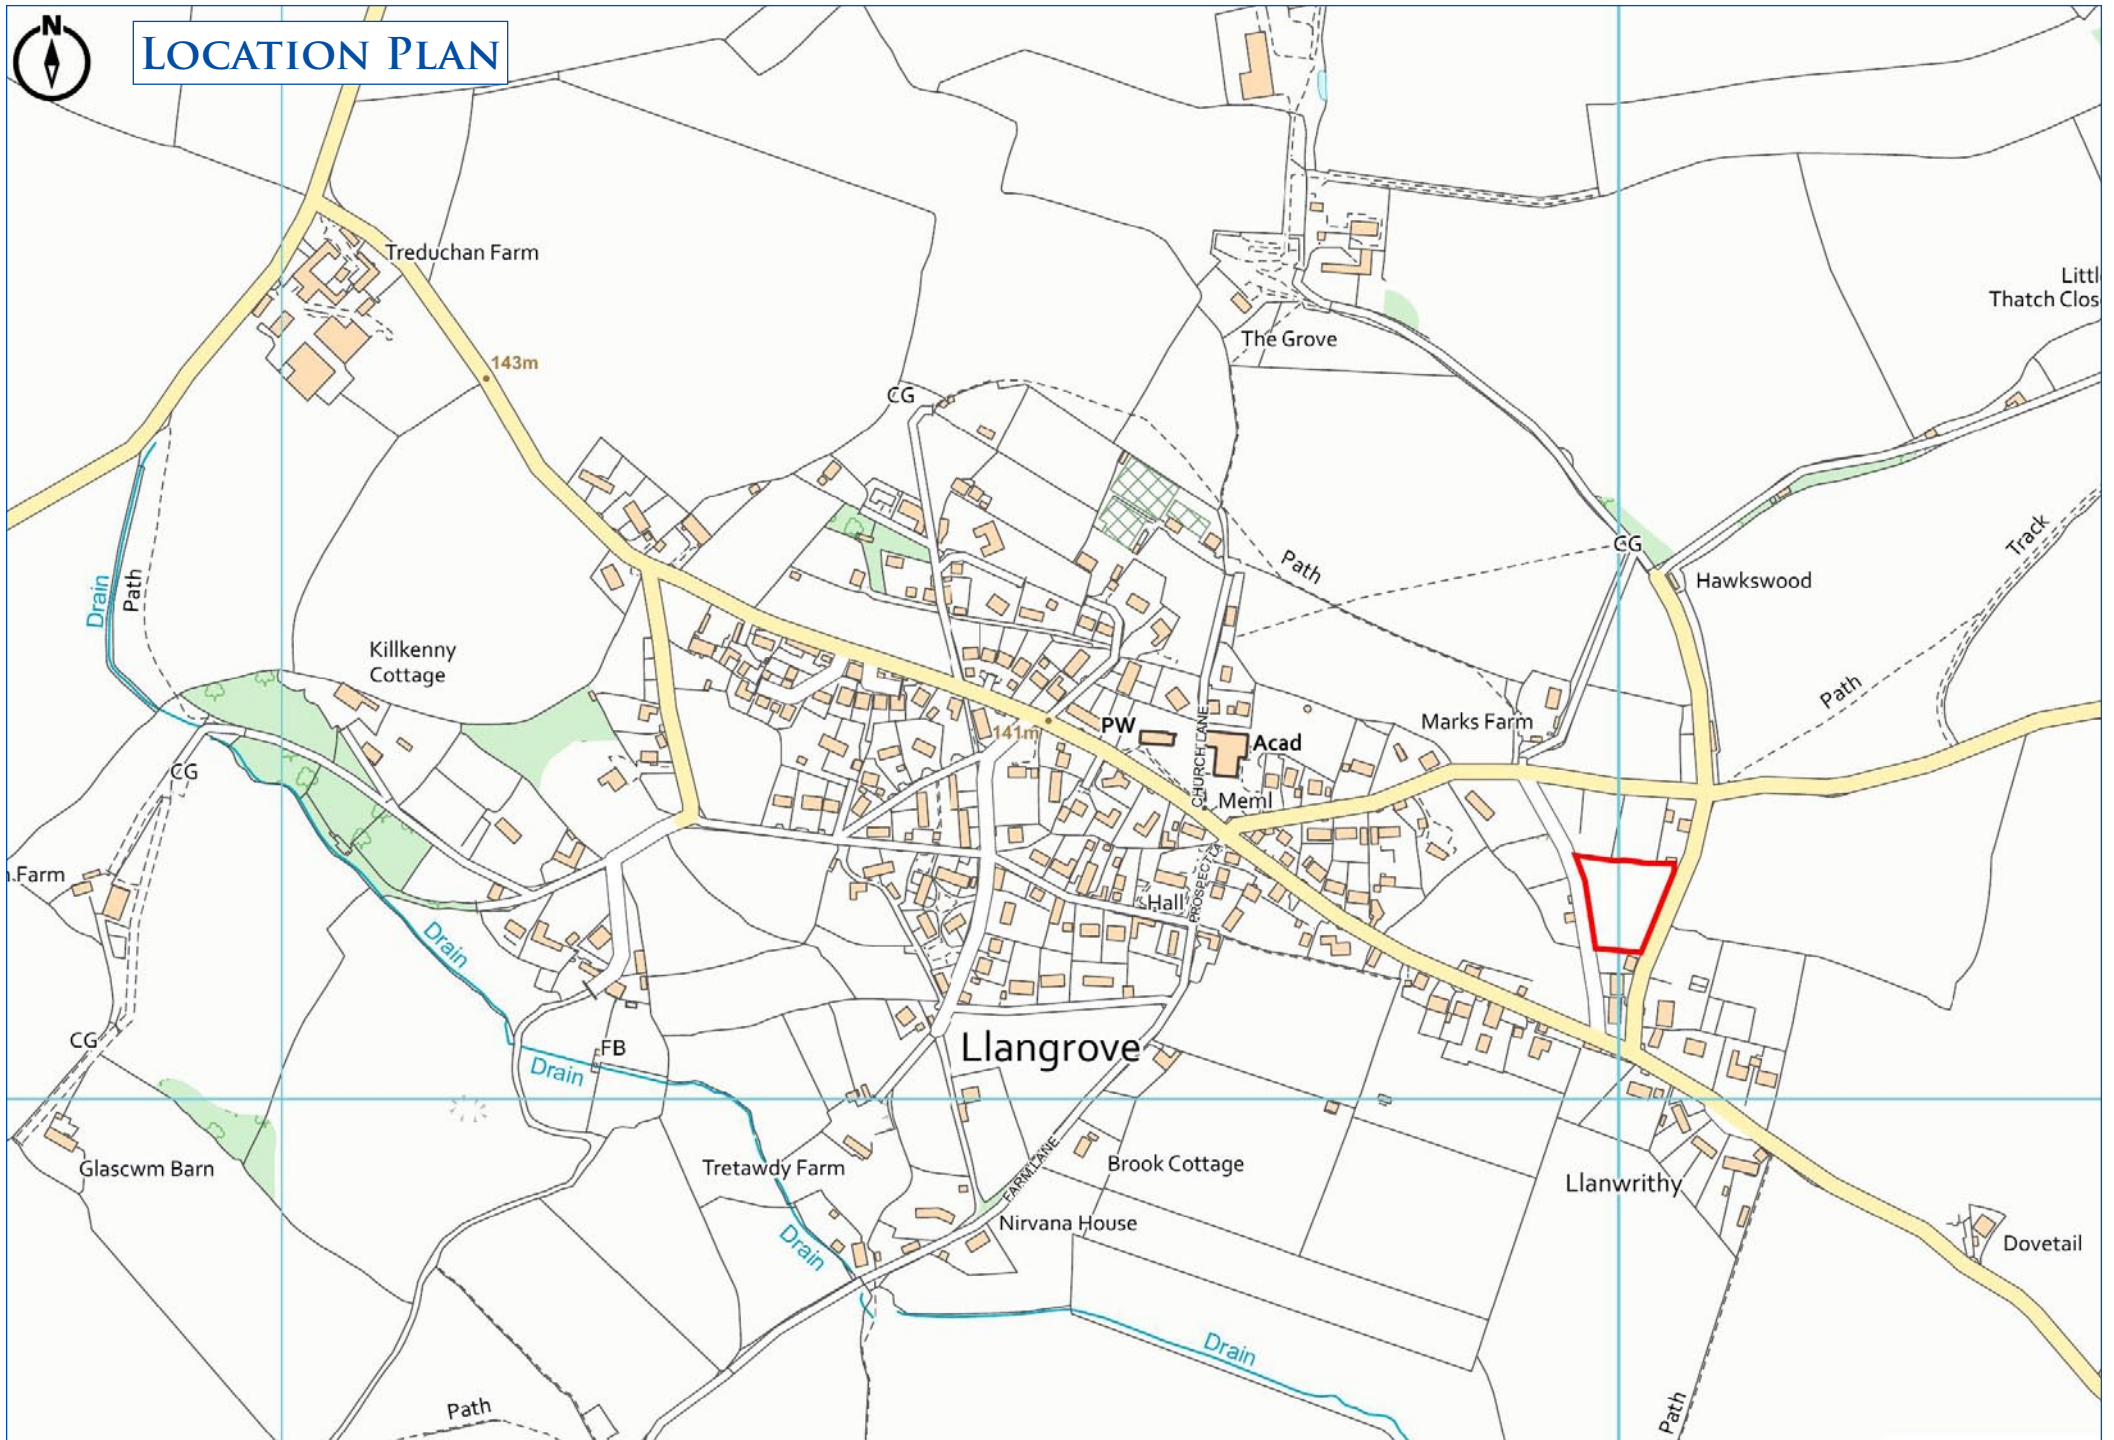 N
LOCATION PLAN
Treduchan Farm
Littl
Thatch Clos
The Grove
143m
CG
CG
Track
Path
Hawkswood
Drain
Path
Killkenny
Cottage
Path
Marks Farm
PW
141m
CHURCH LANE
Acad
CG
Meml
Farm
PROSPECT LA
Hall
Drain
Llangrove
CG
FB
Drain
Glascwm Barn
Tretawdy Farm
FARM LANE
Brook Cottage
Llanwrithy
Nirvana House
Drain
Dovetail
Drain
Path
Path